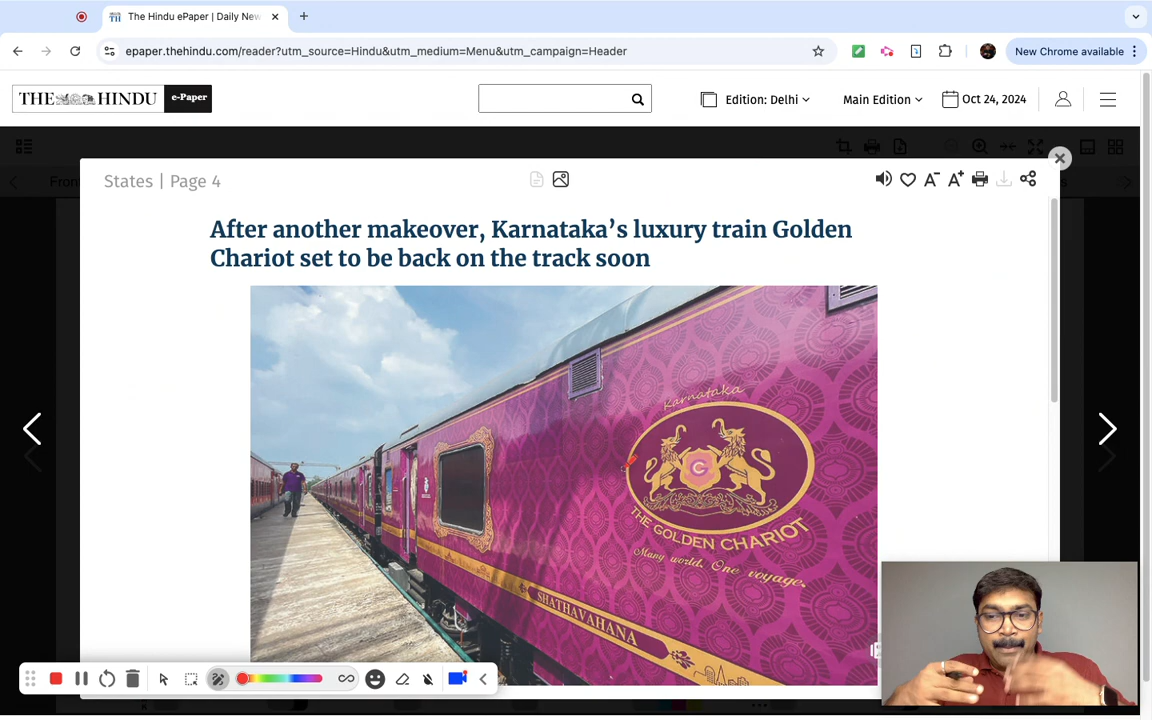 The Hindu ePaper | Daily New
epaper.thehindu.com/reader?utm_source=Hindu&utm_medium=Menu&utm_campaign=Header
New Chrome available
THE HINDU
e-Paper
Edition: Delhi
Main Edition
Oct 24, 2024
States | Page 4
After another makeover, Karnataka’s luxury train Golden
Chariot set to be back on the track soon
Karnataka
C
THE GOLDEN CHARIOT
Many world. One voyage.
SHATHAVAHANA